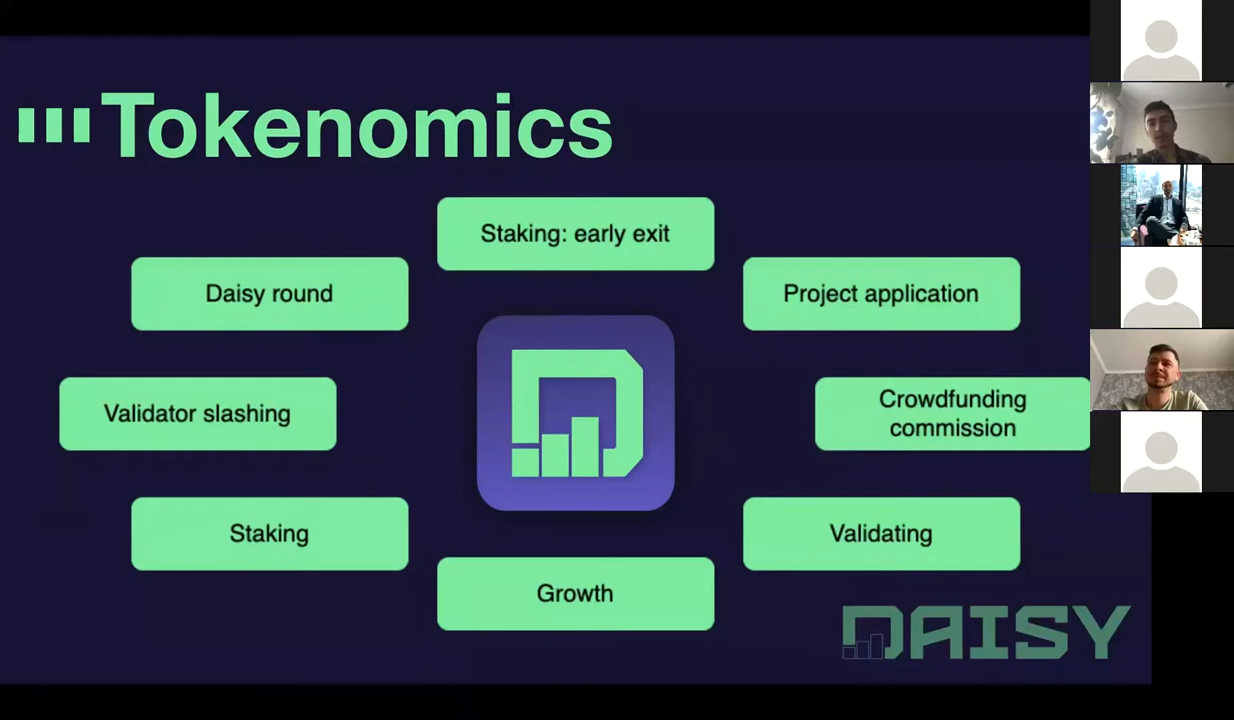 Tokenomics
Staking: early exit
Daisy round
Project application
Validator slashing
Crowdfunding
commission
Staking
Validating
Growth
DAISY